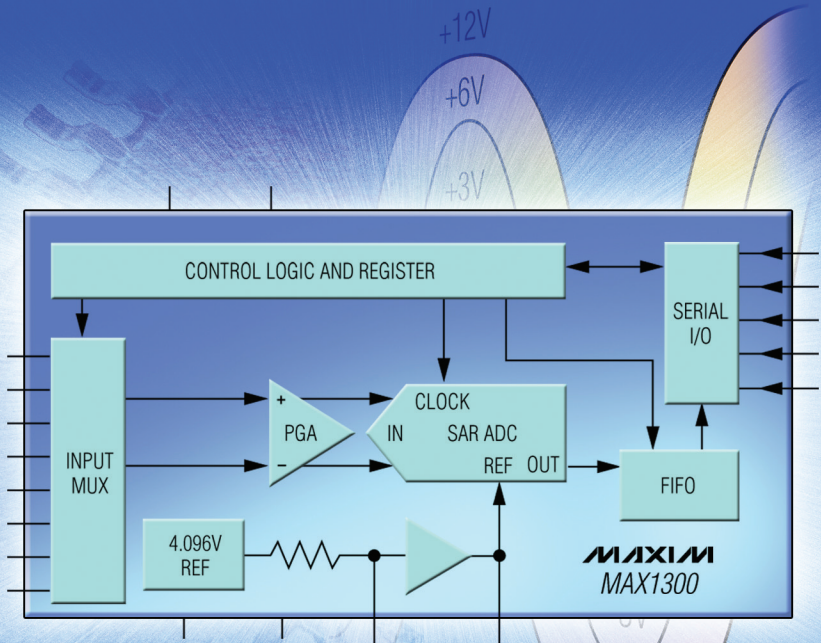 +12V
+6V
+3V
CONTROL LOGIC AND REGISTER
SERIAL
I/O
CLOCK
+
PGA
IN
SAR ADC
INPUT
MUX
−
REF
OUT
FIFO
4.096V
REF
MAXIM
MAX1300